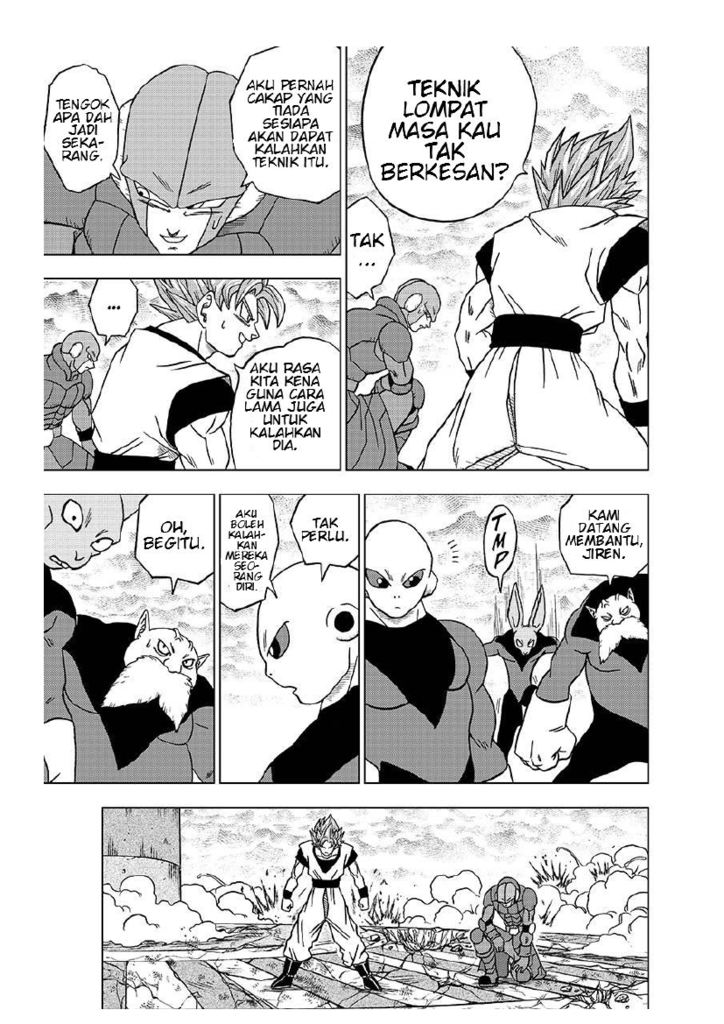 TEKNIK
LOMPAT
MASA KAU
TAK
BERKESAN?
TAK
...
AKU PERNAH
CAKAP YANG
TIADA
SESIAPA
AKAN DAPAT
KALAHKAN
TEKNIK ITU.
TENGOK
APA DAH
JADI
SEKA-
RANG.
AKU RASA
KITA KENA
GUNA CARA
LAMA JUGA
UNTUK
KALAHKAN
DIA.
...
KAMI
DATANG
MEMBANTU,
JIREN.
TMP
TAK
PERLU.
AKU
BOLEH
KALAH-
KAN
MEREKA
SEO-
RANG
DIRI.
OH,
BEGITU.